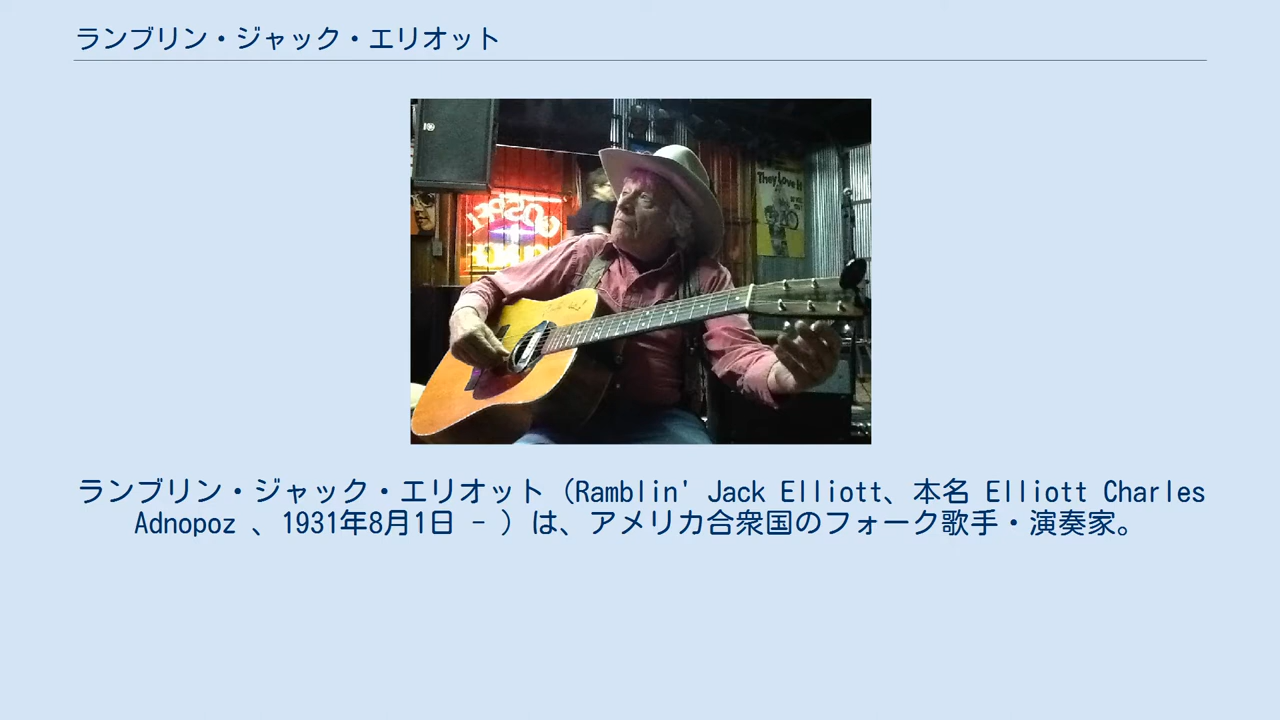 ランブリン・ジャック・エリオット
They Love It
ランブリン・ジャック・エリオット（Ramblin' Jack Elliott、本名 Elliott Charles
Adnopoz 、1931年8月1日 - ）は、アメリカ合衆国のフォーク歌手・演奏家。